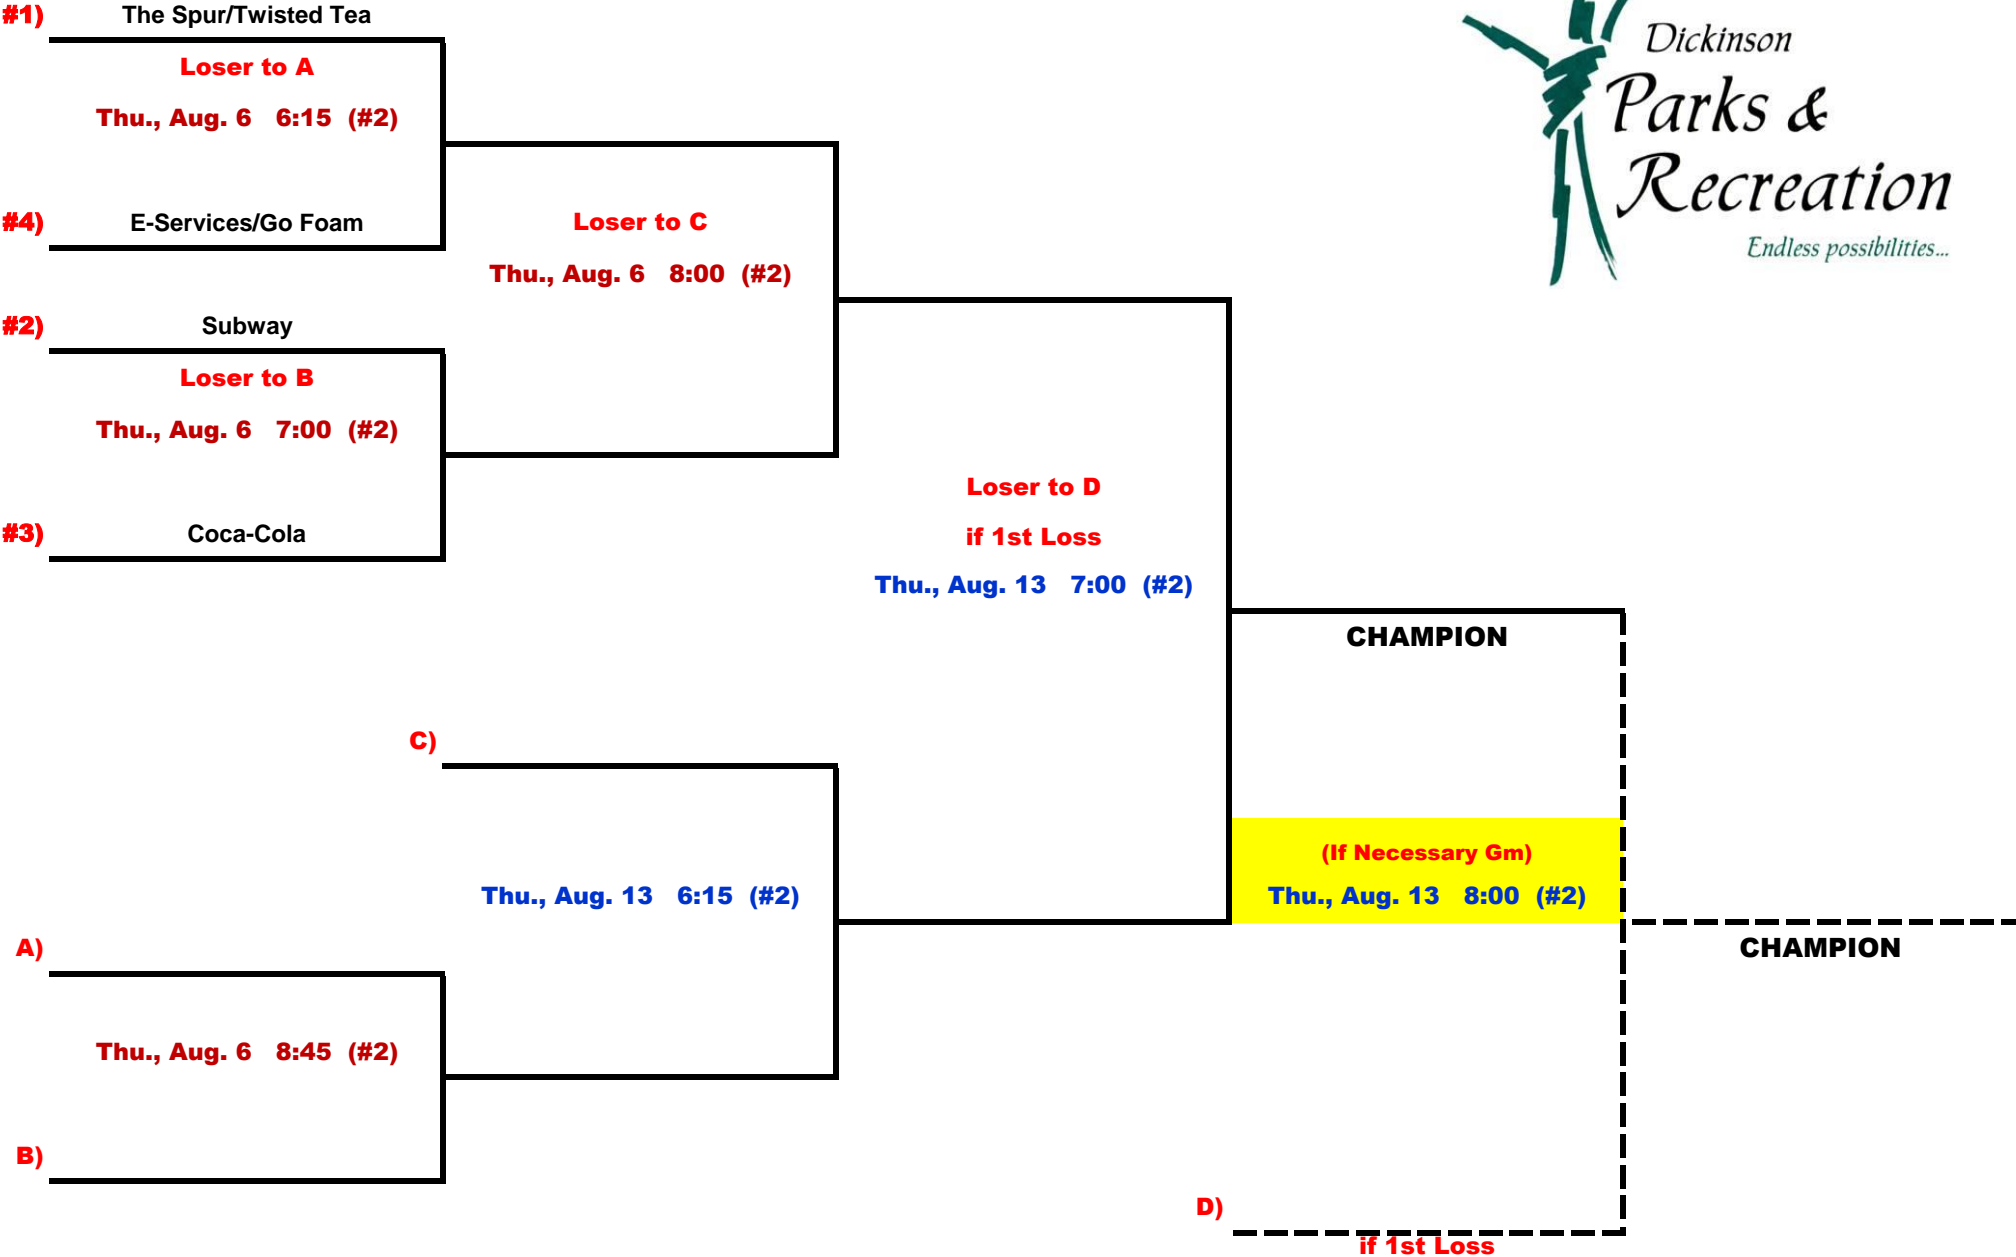 #1) The Spur/Twisted Tea
Loser to A
Thu., Aug. 6 6:15 (#2)
#4) E-Services/Go Foam
Loser to C
Thu., Aug. 6 8:00 (#2)
#2) Subway
Loser to B
Thu., Aug. 6 7:00 (#2)
#3) Coca-Cola
Dickinson
Parks &
Recreation
Endless possibilities...
Loser to D
if 1st Loss
Thu., Aug. 13 7:00 (#2)
CHAMPION
C)
Thu., Aug. 13 6:15 (#2)
(If Necessary Gm)
Thu., Aug. 13 8:00 (#2)
CHAMPION
A)
Thu., Aug. 6 8:45 (#2)
B)
D)
if 1st Loss